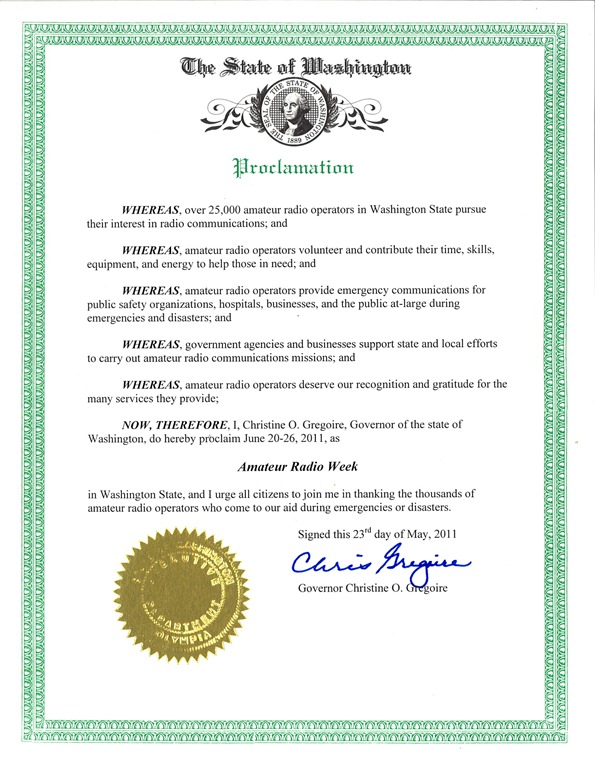 The State of Washington
THE SEAL OF THE STATE OF WASHINGTON
1889
Proclamation
WHEREAS, over 25,000 amateur radio operators in Washington State pursue
their interest in radio communications; and
WHEREAS, amateur radio operators volunteer and contribute their time, skills,
equipment, and energy to help those in need; and
WHEREAS, amateur radio operators provide emergency communications for
public safety organizations, hospitals, businesses, and the public at-large during
emergencies and disasters; and
WHEREAS, government agencies and businesses support state and local efforts
to carry out amateur radio communications missions; and
WHEREAS, amateur radio operators deserve our recognition and gratitude for the
many services they provide;
NOW, THEREFORE, I, Christine O. Gregoire, Governor of the state of
Washington, do hereby proclaim June 20-26, 2011, as
Amateur Radio Week
in Washington State, and I urge all citizens to join me in thanking the thousands of
amateur radio operators who come to our aid during emergencies or disasters.
Signed this 23rd day of May, 2011
Chris Gregoire
Governor Christine O. Gregoire
WASHINGTON
EXECUTIVE
DEPARTMENT
OLYMPIA